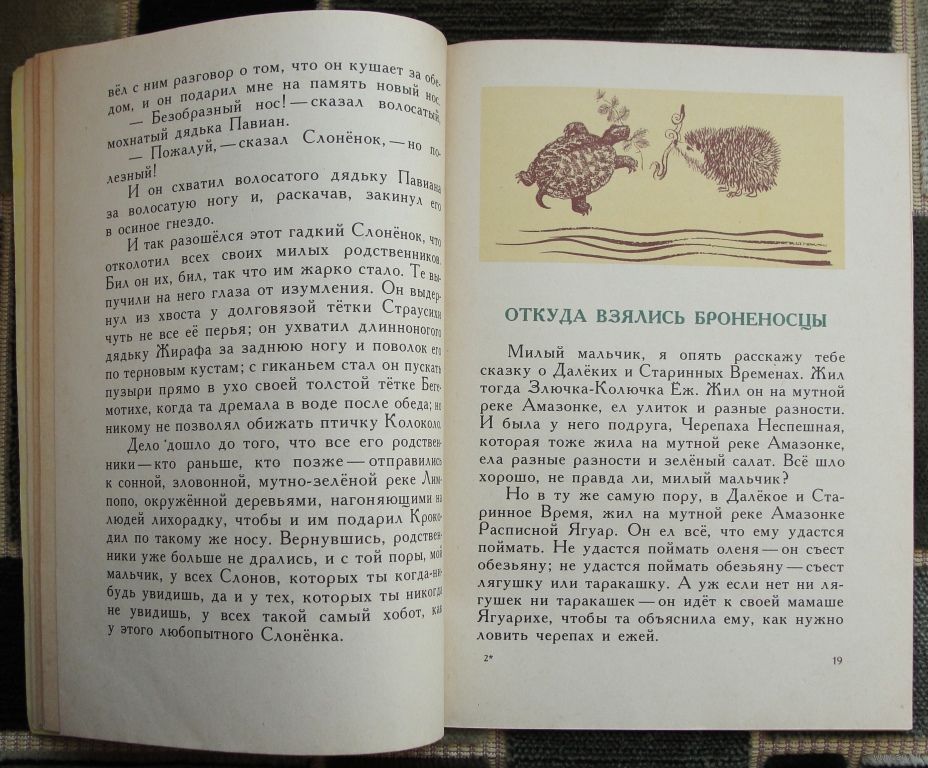 вёл с ним разговор о том, что он кушает за обе-
дом, и он подарил мне на память новый нос.
— Безобразный нос! — сказал волосатый,
мохнатый дядька Павиан.
— Пожалуй, — сказал Слонёнок, — но по-
лезный!
И он схватил волосатого дядьку Павиана
за волосатую ногу и, раскачав, закинул его
в осиное гнездо.
И так разошёлся этот гадкий Слонёнок, что
отколотил всех своих милых родственников.
Бил он их, бил, так что им жарко стало. Те вы-
пучили на него глаза от изумления. Он выдер-
нул из хвоста у долговязой тётки Страусихи
чуть не все её перья; он ухватил длинноногого
дядьку Жирафа за заднюю ногу и поволок его
по терновым кустам; с гиканьем стал он пускать
пузыри прямо в ухо своей толстой тётке Беге-
мотихе, когда та дремала в воде после обеда; но
никому не позволял обижать птичку Колоколо.
Дело дошло до того, что все его родствен-
ники — кто раньше, кто позже — отправились
к сонной, зловонной, мутно-зелёной реке Лим-
попо, окружённой деревьями, нагоняющими на
людей лихорадку, чтобы и им подарил Кроко-
дил по такому же носу. Вернувшись, родствен-
ники уже больше не дрались, и с той поры, мой
мальчик, у всех Слонов, которых ты когда-ни-
будь увидишь, да и у тех, которых ты никогда
не увидишь, у всех такой самый хобот, как
у этого любопытного Слонёнка.
ОТКУДА ВЗЯЛИСЬ БРОНЕНОСЦЫ
Милый мальчик, я опять расскажу тебе
сказку о Далёких и Старинных Временах. Жил
тогда Злючка-Колючка Ёж. Жил он на мутной
реке Амазонке, ел улиток и разные разности.
И была у него подруга, Черепаха Неспешная,
которая тоже жила на мутной реке Амазонке,
ела разные разности и зелёный салат. Всё шло
хорошо, не правда ли, милый мальчик?
Но в ту же самую пору, в Далёкое и Ста-
ринное Время, жил на мутной реке Амазонке
Расписной Ягуар. Он ел всё, что ему удастся
поймать. Не удастся поймать оленя — он съест
обезьяну; не удастся поймать обезьяну — съест
лягушку или таракашку. А уж если нет ни ля-
гушек ни таракашек — он идёт к своей мамаше
Ягуарихе, чтобы та объяснила ему, как нужно
ловить черепах и ежей.
2* 19